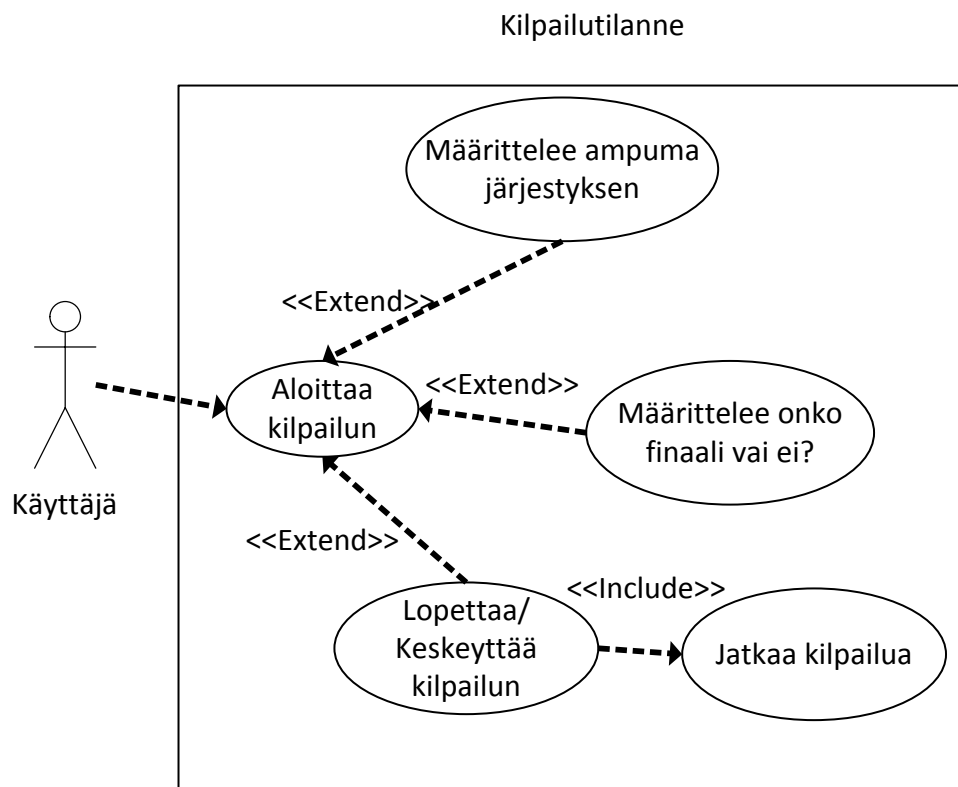 Kilpailutilanne
Määrittelee ampuma
järjestyksen
<<Extend>>
Aloittaa
kilpailun
<<Extend>>
Määrittelee onko
finaali vai ei?
Käyttäjä
<<Extend>>
Lopettaa/
Keskeyttää
kilpailun
<<Include>>
Jatkaa kilpailua